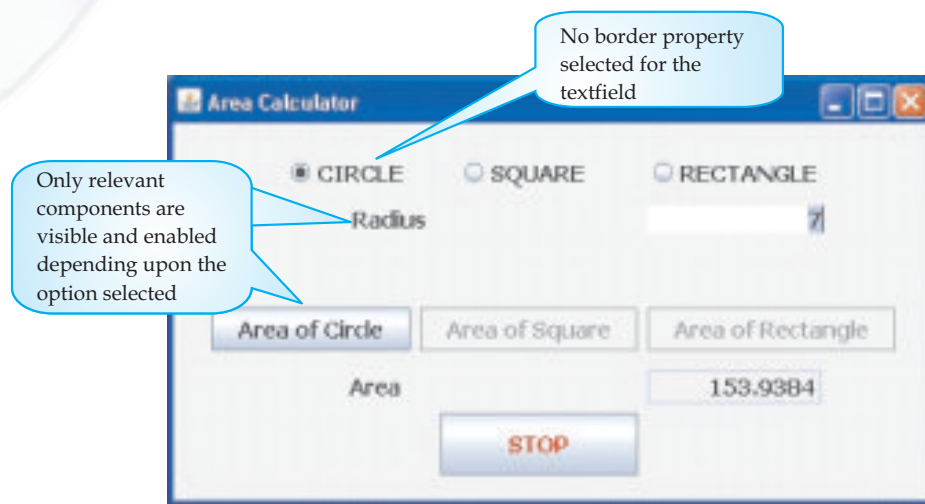 No border property
selected for the
textfield
Area Calculator
CIRCLE SQUARE RECTANGLE
Only relevant
components are
visible and enabled
depending upon the
option selected
Radius 7
Area of Circle Area of Square Area of Rectangle
Area 153.9384
STOP